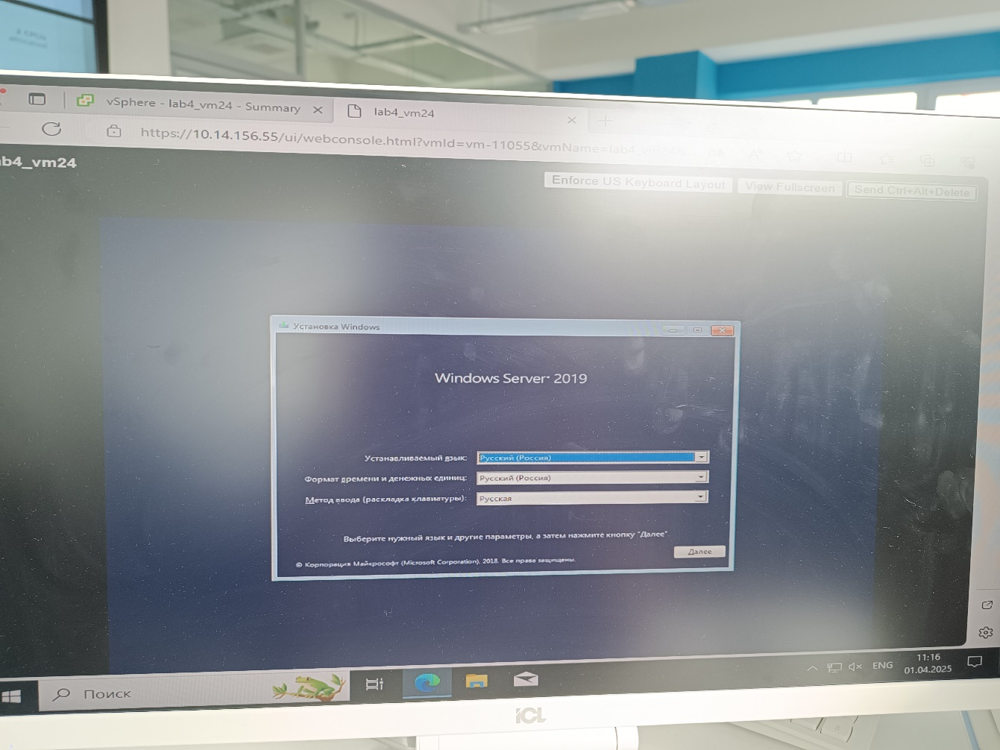 vSphere - lab4_vm24 - Summary
lab4_vm24
https://10.14.156.55/ui/webconsole.html?vmId=vm-11055&vmName=lab4_vm24&
ab4_vm24
Enforce US Keyboard Layout
View Fullscreen
Send Ctrl+Alt+Delete
Установка Windows
Windows Server® 2019
Устанавливаемый язык: Русский (Россия)
Формат времени и денежных единиц: Русский (Россия)
Метод ввода (раскладка клавиатуры): Русская
Выберите нужный язык и другие параметры, а затем нажмите кнопку "Далее".
Далее
© Корпорация Майкрософт (Microsoft Corporation), 2018. Все права защищены.
Поиск
ENG
11:16
01.04.2025
iCL